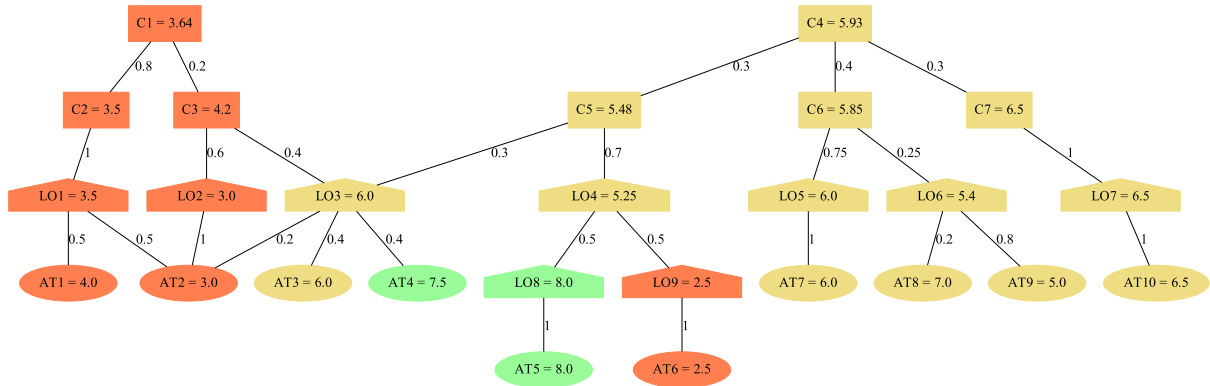 C1 = 3.64
C4 = 5.93
0.8
0.2
0.3
0.4
0.3
C2 = 3.5
C3 = 4.2
C5 = 5.48
C6 = 5.85
C7 = 6.5
1
0.6
0.4
0.3
0.7
0.75
0.25
1
LO1 = 3.5
LO2 = 3.0
LO3 = 6.0
LO4 = 5.25
LO5 = 6.0
LO6 = 5.4
LO7 = 6.5
0.5
0.5
1
0.2
0.4
0.4
0.5
0.5
1
0.2
0.8
1
AT1 = 4.0
AT2 = 3.0
AT3 = 6.0
AT4 = 7.5
LO8 = 8.0
LO9 = 2.5
AT7 = 6.0
AT8 = 7.0
AT9 = 5.0
AT10 = 6.5
1
1
AT5 = 8.0
AT6 = 2.5